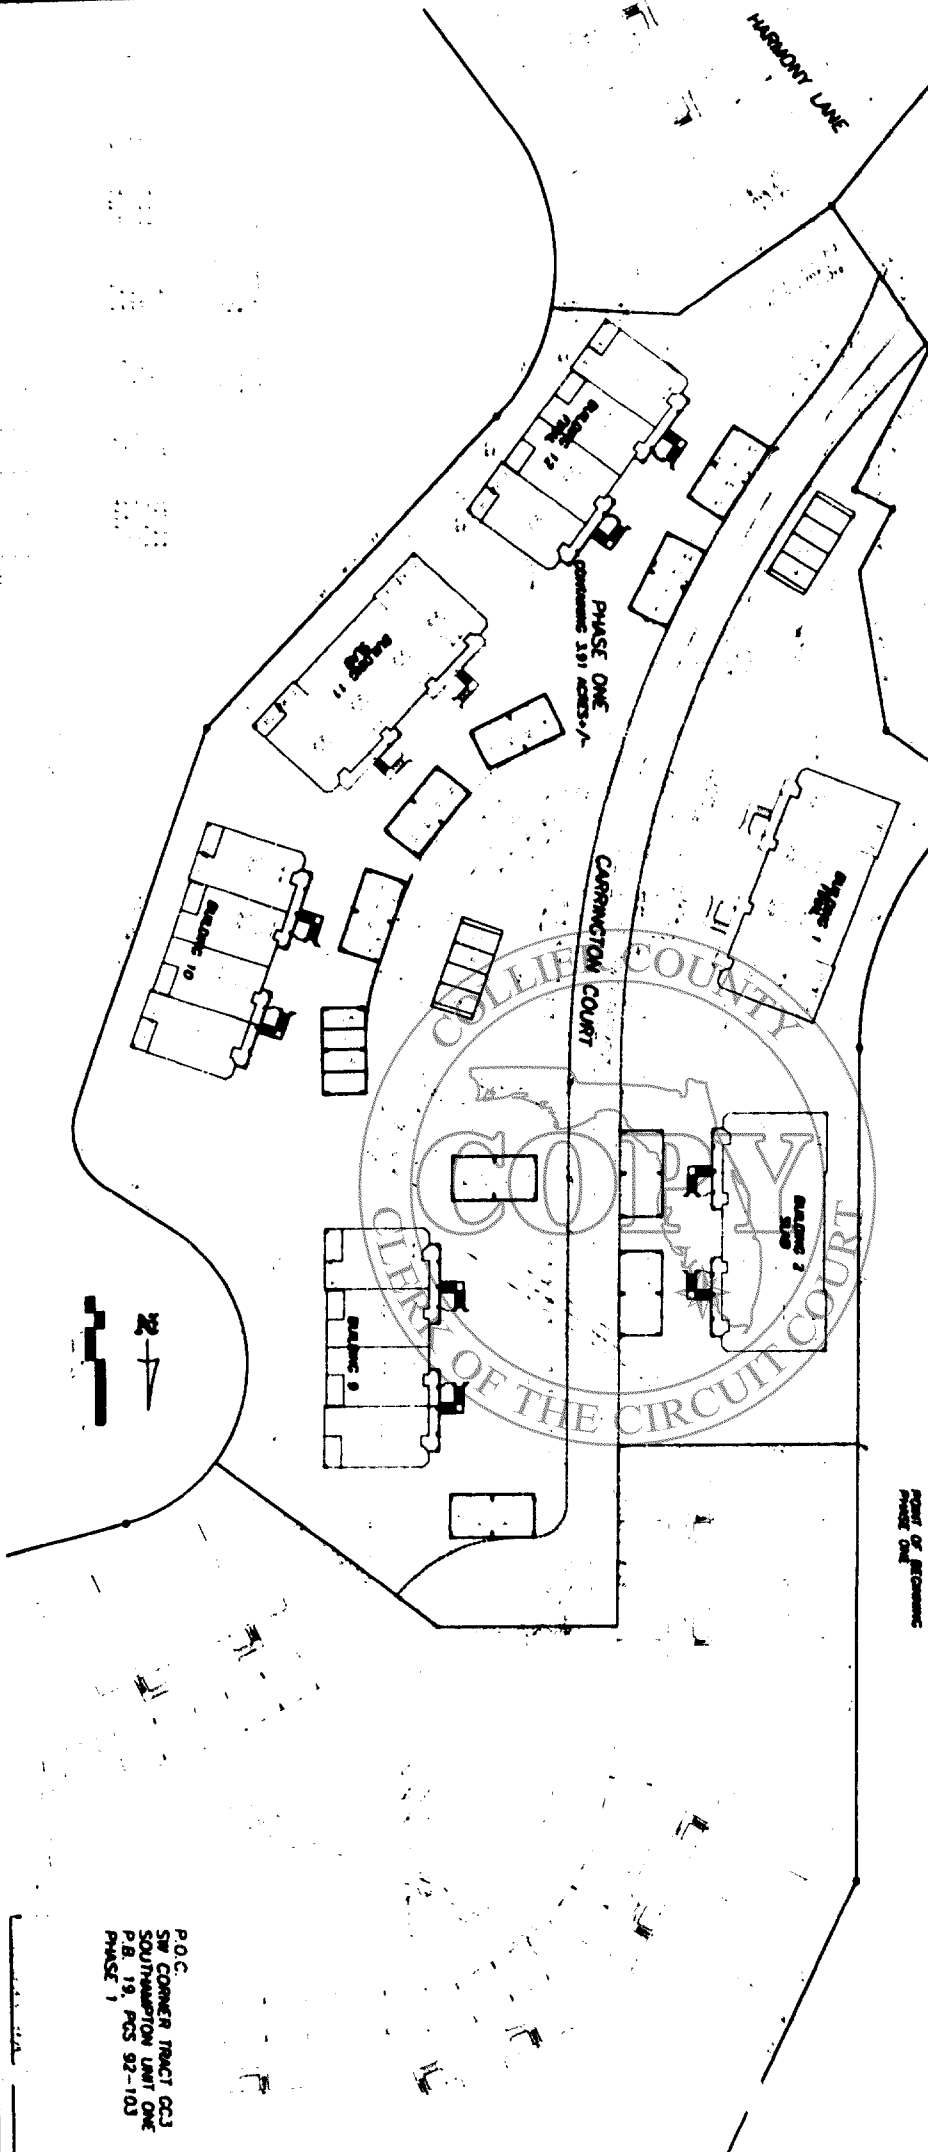 HARMONY LANE
BUILDING 12
PHASE ONE
CONTAINING 3.91 ACRES+/-
BUILDING 11
SLAB
BUILDING 1
CARRINGTON COURT
BUILDING 10
COLLIER COUNTY
COPY
CLERK OF THE CIRCUIT COURT
BUILDING 2
SLAB
BUILDING 9
POINT OF BEGINNING
PHASE ONE
P.O.C.
SW CORNER TRACT GC3
SOUTHAMPTON UNIT ONE
P.B. 19, PGS 92-103
PHASE 1